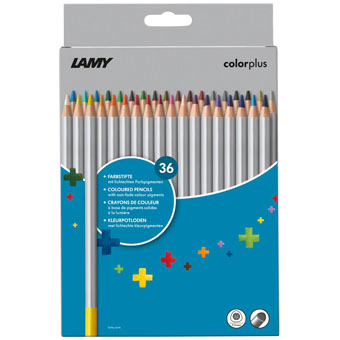 LAMY
colorplus
36
FARBSTIFTE
mit lichtechten Farbpigmenten
COLOURED PENCILS
with non-fade colour pigments
CRAYONS DE COULEUR
à base de pigments solides
à la lumière
KLEURPOTLODEN
met lichtechte kleurpigmenten